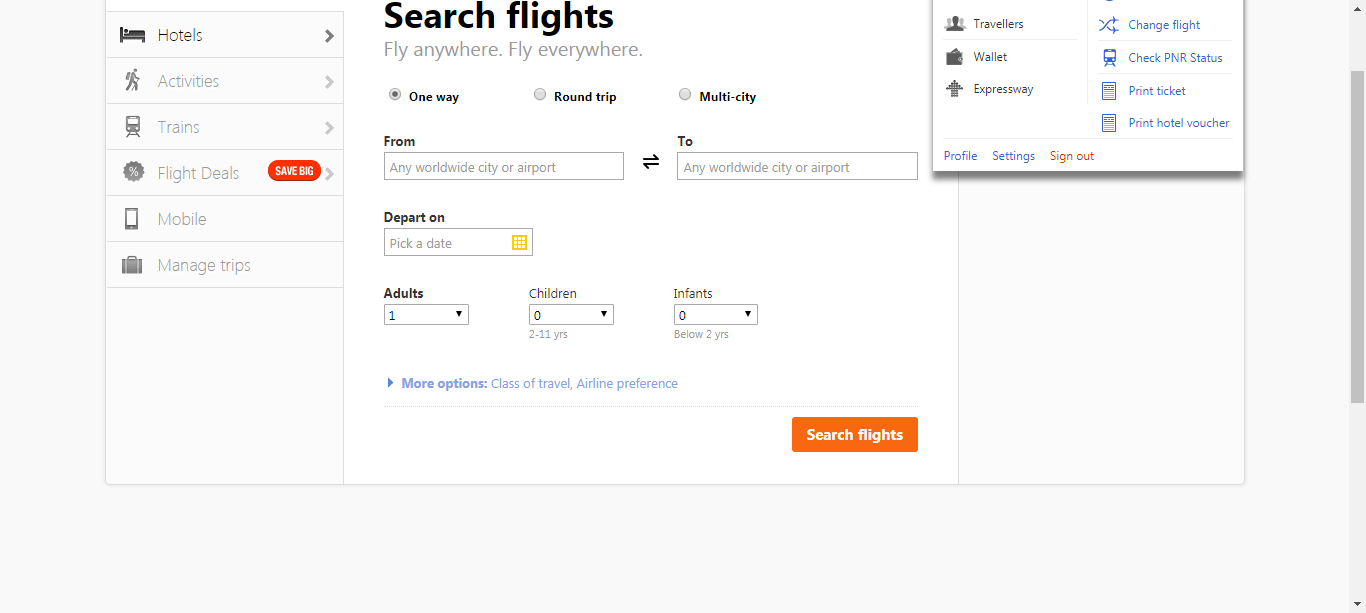 Hotels
Activities
Trains
Flight Deals SAVE BIG
Mobile
Manage trips
Search flights
Fly anywhere. Fly everywhere.
One way Round trip Multi-city
From To
Any worldwide city or airport Any worldwide city or airport
Depart on
Pick a date
Adults Children Infants
1 0 0
2-11 yrs Below 2 yrs
More options: Class of travel, Airline preference
Search flights
Travellers
Wallet
Expressway
Change flight
Check PNR Status
Print ticket
Print hotel voucher
Profile Settings Sign out